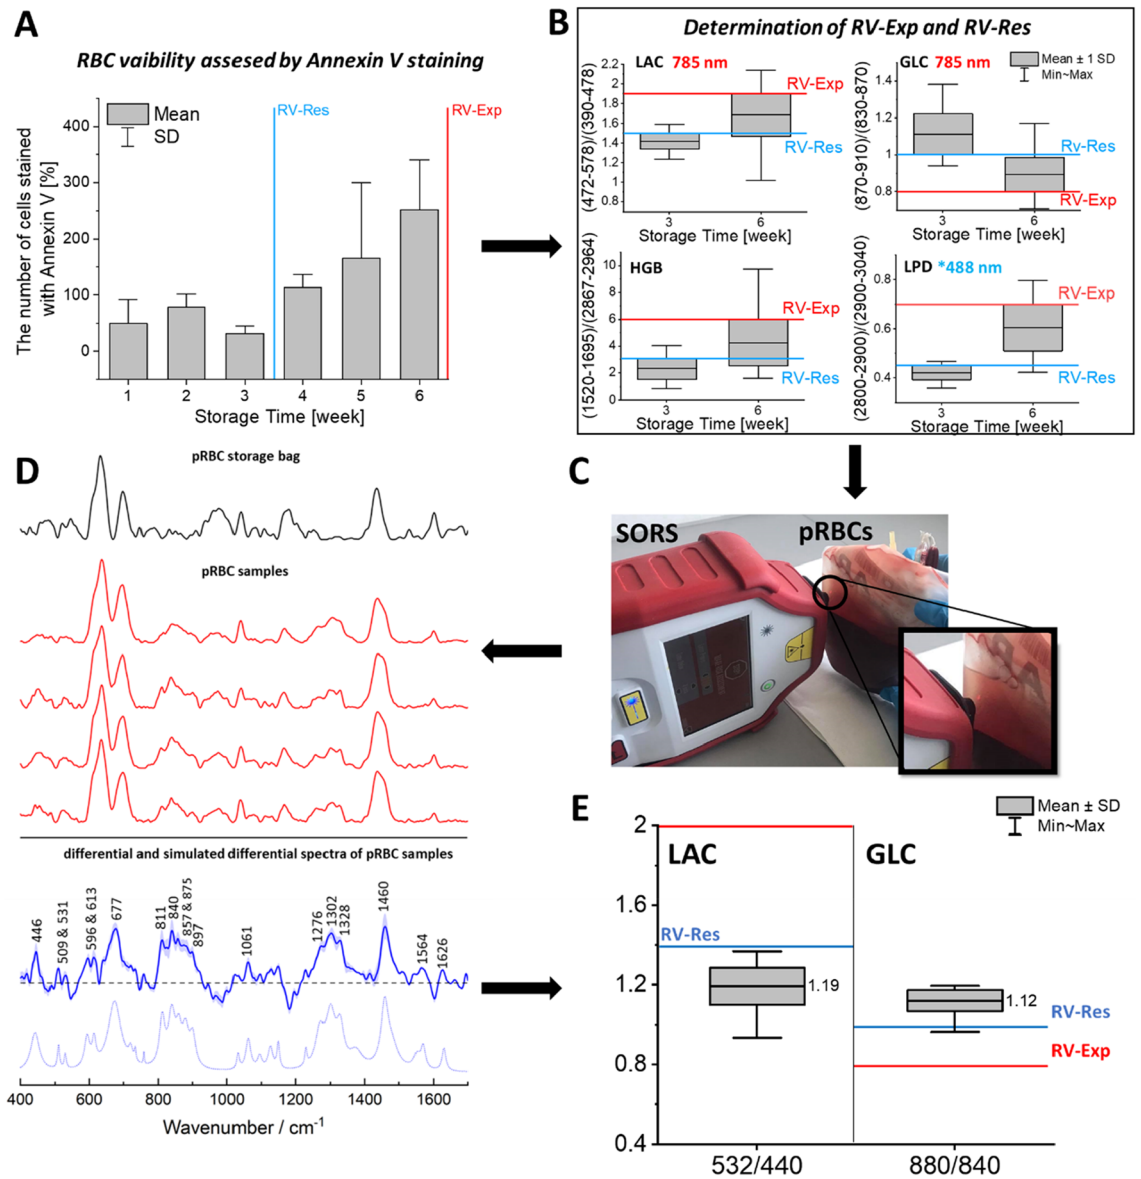 A
RBC vaibility assesed by Annexin V staining
Mean
SD
RV-Res
RV-Exp
The number of cells stained
with Annexin V [%]
400
300
200
100
0
1 2 3 4 5 6
Storage Time [week]
B
Determination of RV-Exp and RV-Res
LAC 785 nm
(472-578)/(390-478)
2.2
2
1.8
1.6
1.4
1.2
1
0.8
RV-Exp
RV-Res
3 6
Storage Time [week]
GLC 785 nm
Mean ± 1 SD
Min~Max
(870-910)/(830-870)
1.4
1.2
1
0.8
Rv-Res
RV-Exp
3 6
Storage Time [week]
HGB
(1520-1695)/(2867-2964)
10
8
6
4
2
0
RV-Exp
RV-Res
3 6
Storage Time [week]
LPD *488 nm
(2800-2900)/(2900-3040)
0.8
0.6
0.4
RV-Exp
RV-Res
3 6
Storage Time [week]
C
SORS
pRBCs
D
pRBC storage bag
pRBC samples
differential and simulated differential spectra of pRBC samples
446
509 & 531
596 & 613
677
811
840
857 & 875
897
1061
1276
1302
1328
1460
1564
1626
400 600 800 1000 1200 1400 1600
Wavenumber / cm-1
E
Mean ± SD
Min~Max
2
1.6
1.2
0.8
0.4
LAC
GLC
RV-Res
1.19
1.12
RV-Res
RV-Exp
532/440 880/840